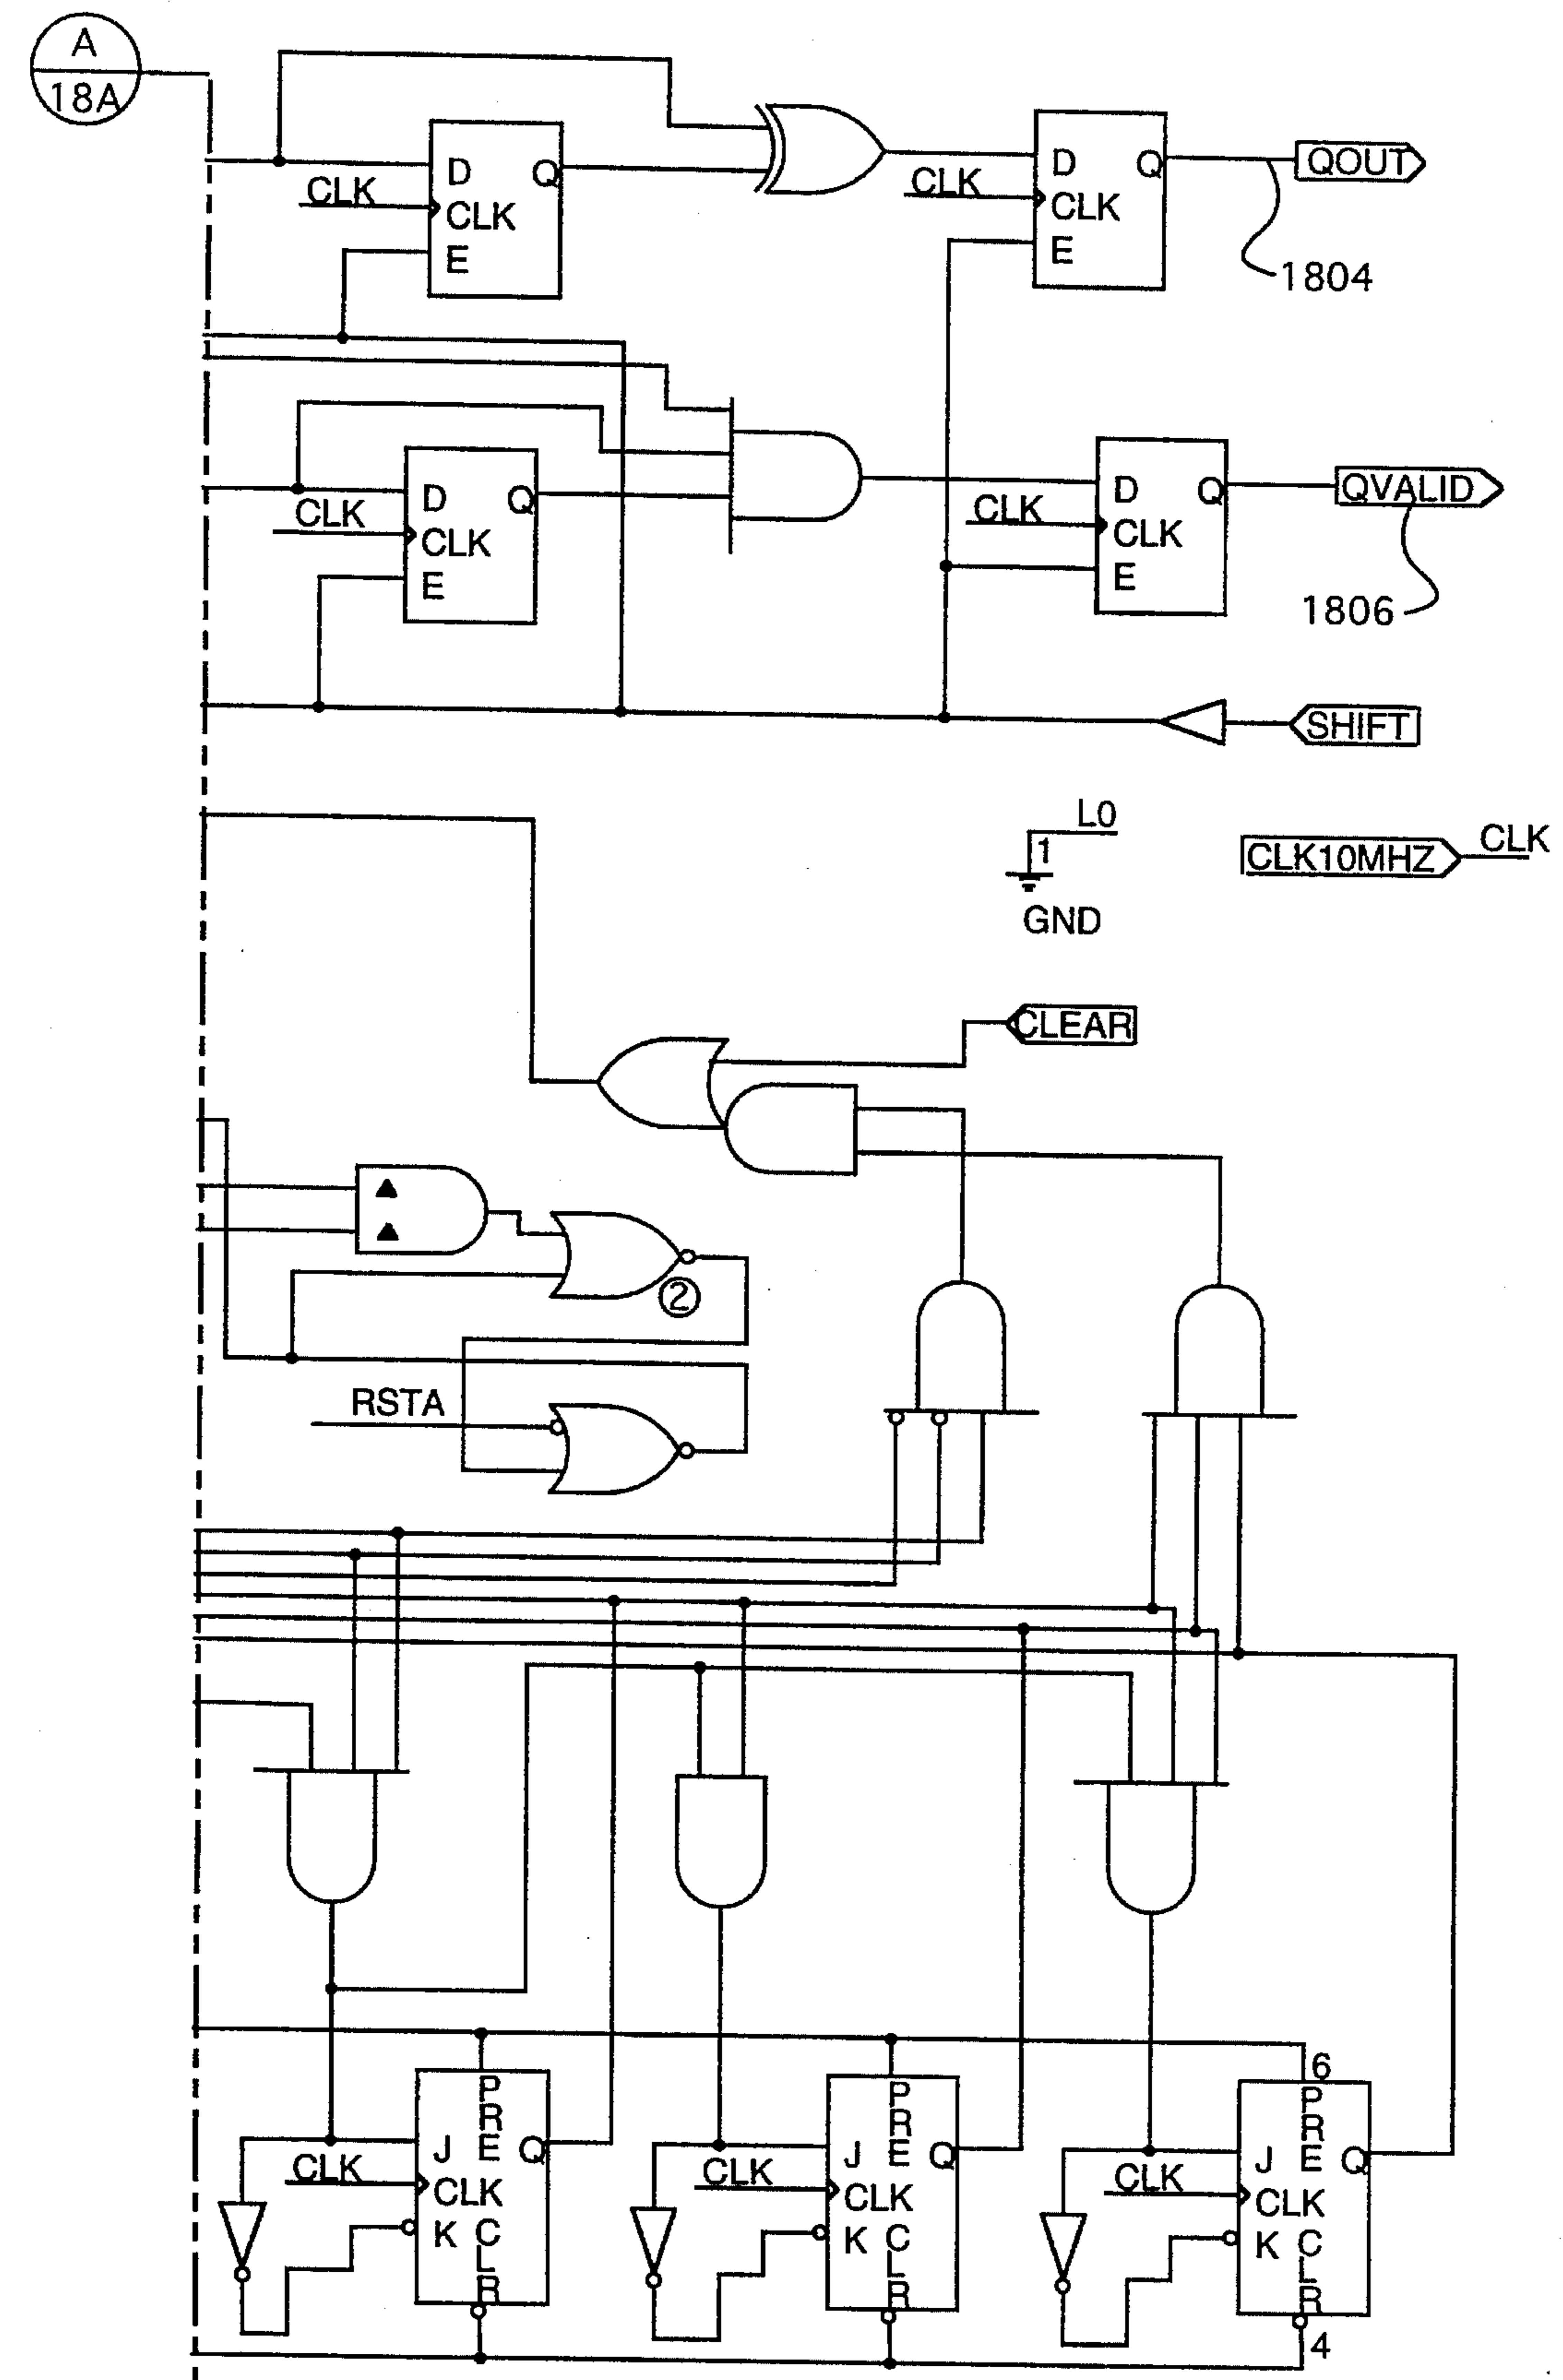 A
18A
D Q
CLK
CLK
E
D Q
CLK
CLK
E
QOUT
1804
D Q
CLK
CLK
E
D Q
CLK
CLK
E
QVALID
1806
SHIFT
L0
1
GND
CLK10MHZ
CLK
CLEAR
2
RSTA
PRE
J Q
CLK
CLK
K
CLR
PRE
J Q
CLK
CLK
K
CLR
6
PRE
J Q
CLK
CLK
K
CLR
4